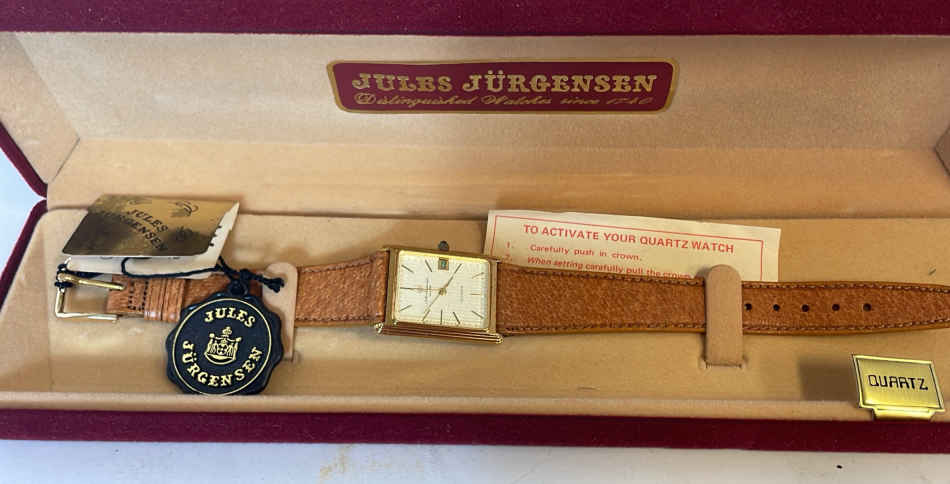 JULES JÜRGENSEN
Distinguished Watches since 1740
JULES
JÜRGENSEN
TO ACTIVATE YOUR QUARTZ WATCH
1. Carefully push in crown.
2. When setting carefully pull the crown
JULES
JÜRGENSEN
QUARTZ